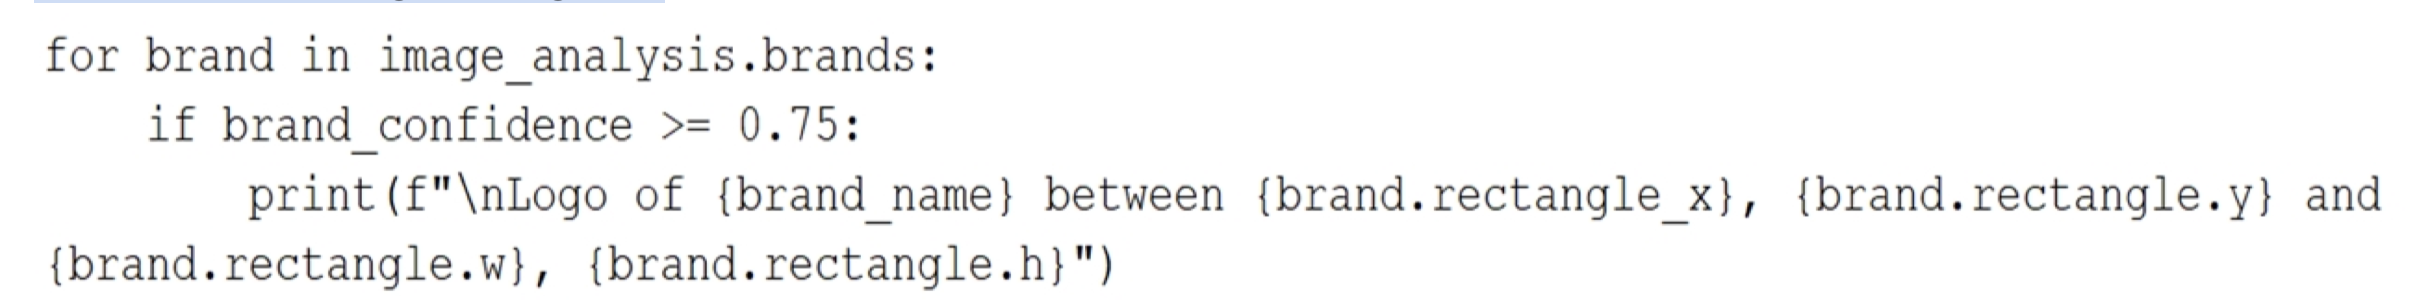 for brand in image_analysis.brands:
    if brand_confidence >= 0.75:
        print(f"\nLogo of {brand_name} between {brand.rectangle_x}, {brand.rectangle.y} and
{brand.rectangle.w}, {brand.rectangle.h}")